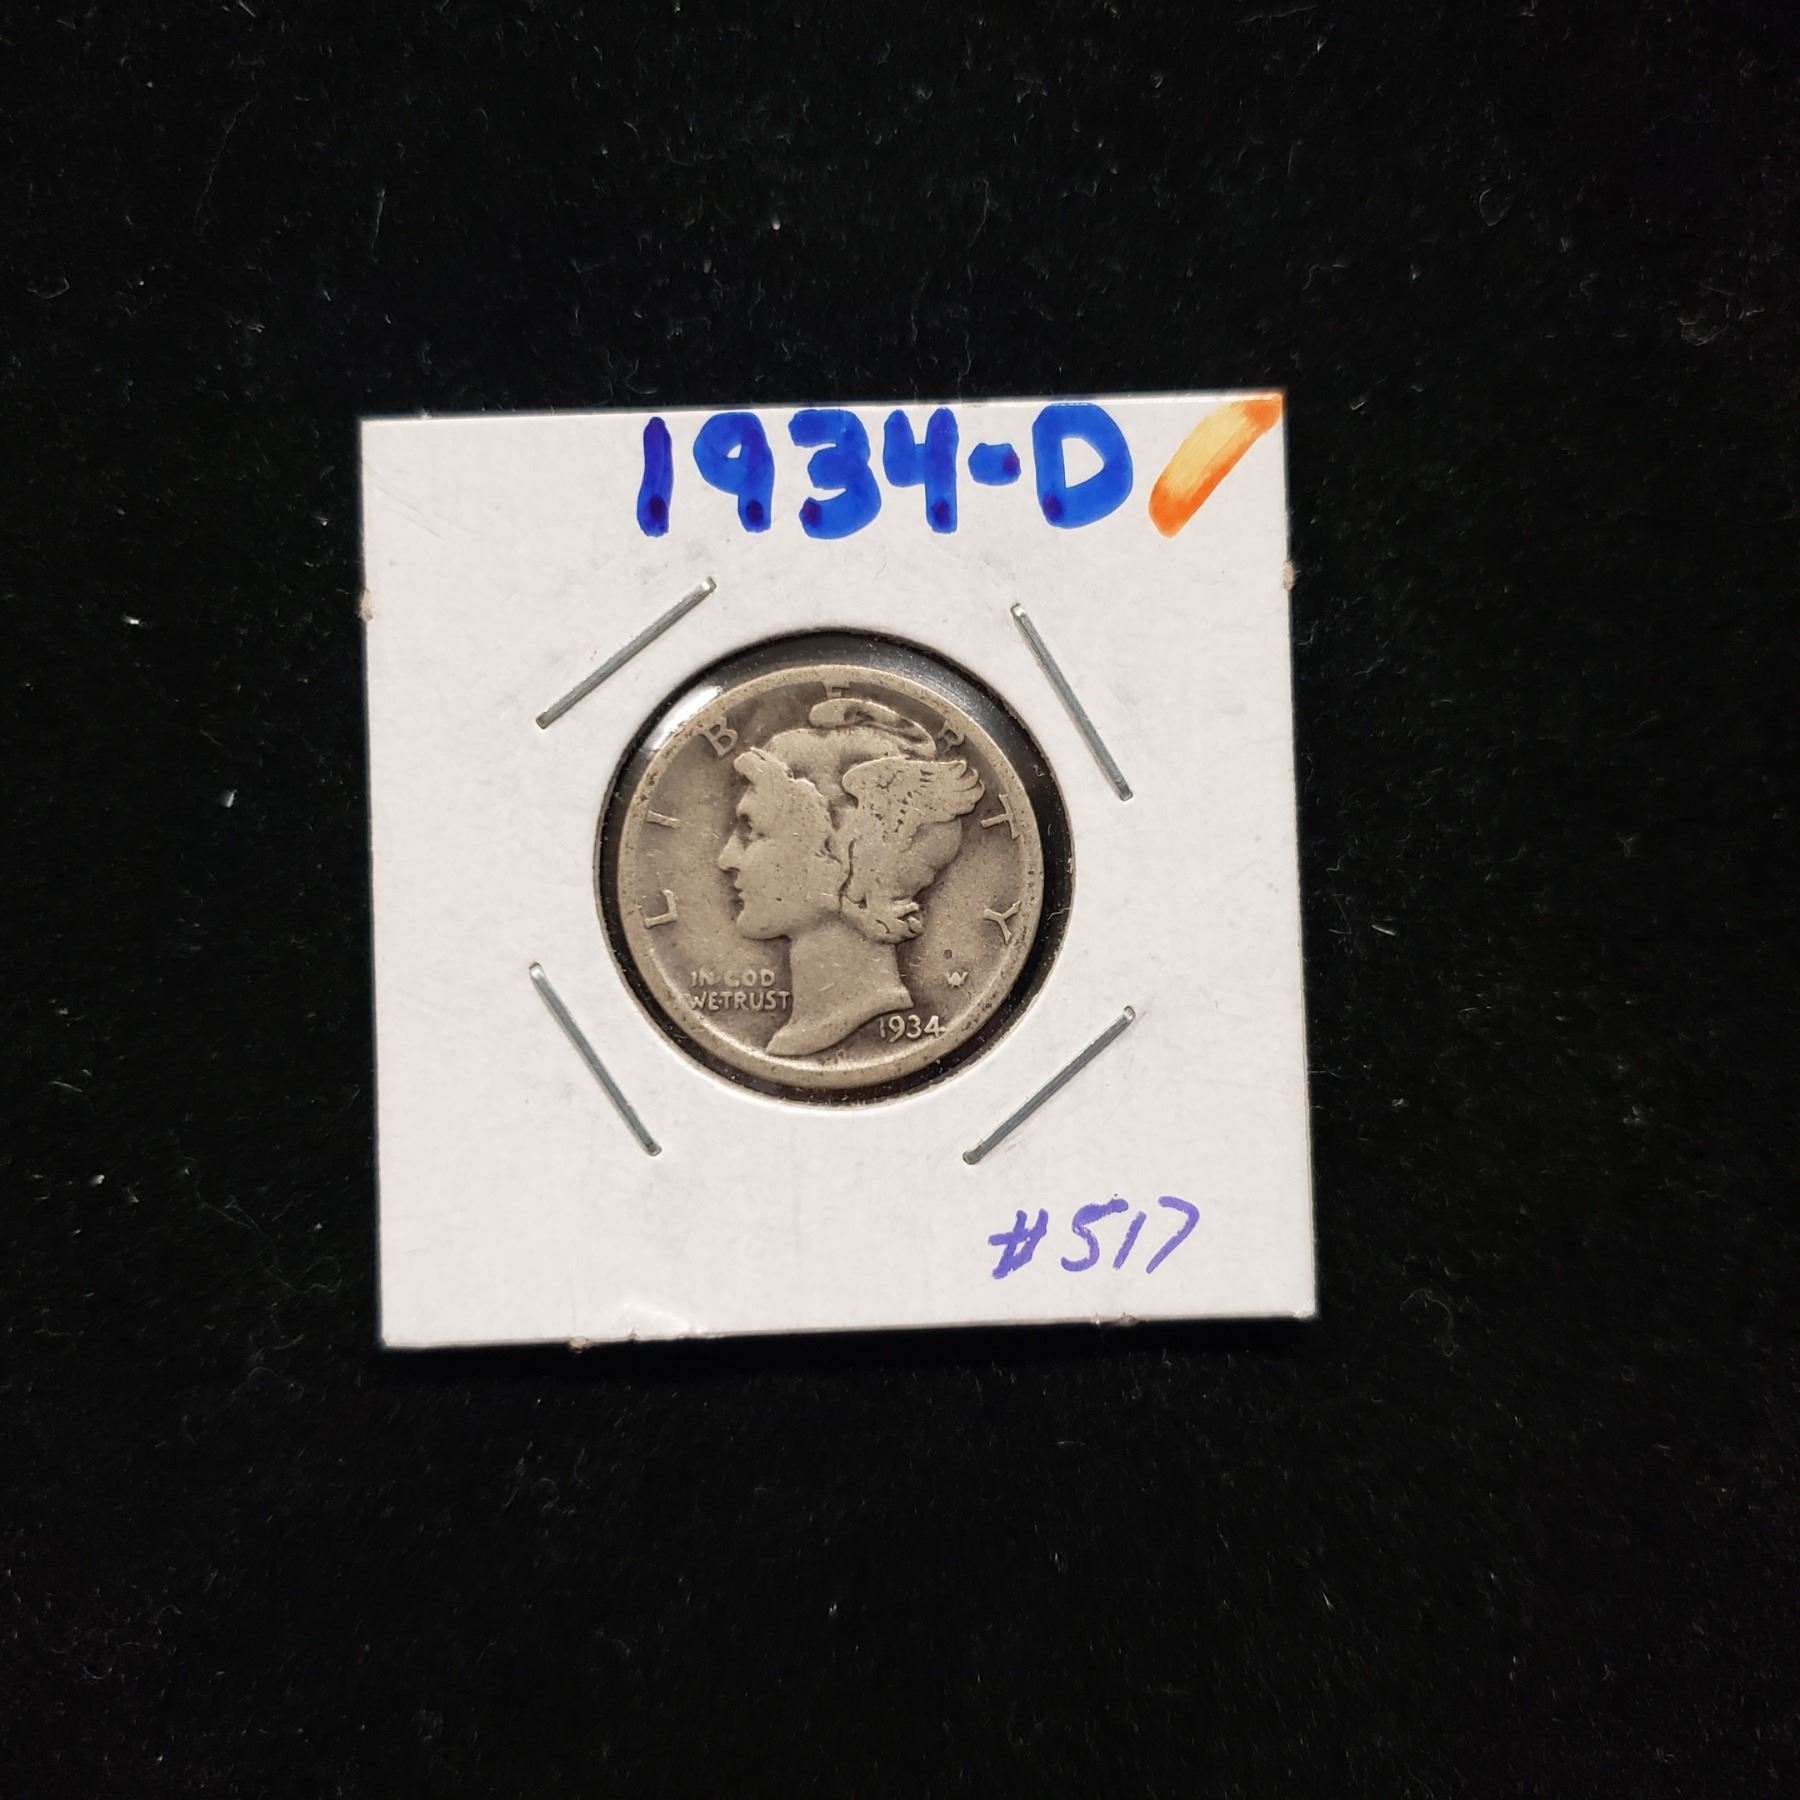 1934-D
LIBERTY
IN GOD
WE TRUST
W
1934
#517